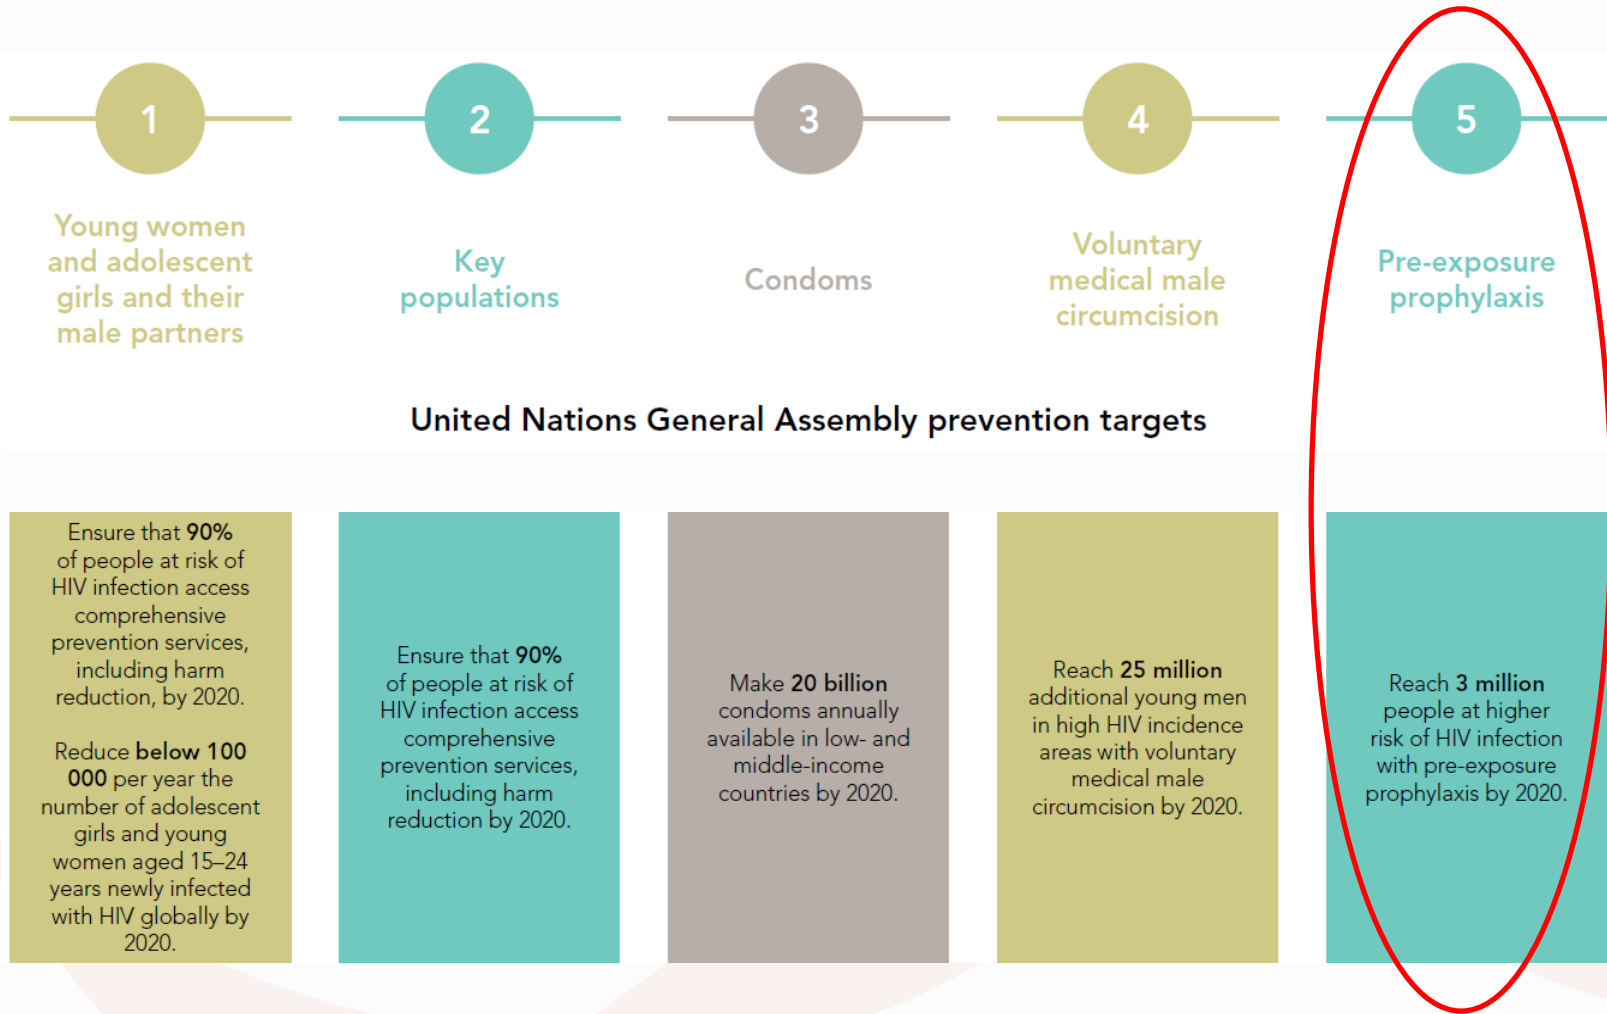 1
2
3
4
5
Young women
and adolescent
girls and their
male partners
Key
populations
Condoms
Voluntary
medical male
circumcision
Pre-exposure
prophylaxis
United Nations General Assembly prevention targets
Ensure that 90%
of people at risk of
HIV infection access
comprehensive
prevention services,
including harm
reduction, by 2020.
Reduce below 100
000 per year the
number of adolescent
girls and young
women aged 15–24
years newly infected
with HIV globally by
2020.
Ensure that 90%
of people at risk of
HIV infection access
comprehensive
prevention services,
including harm
reduction by 2020.
Make 20 billion
condoms annually
available in low- and
middle-income
countries by 2020.
Reach 25 million
additional young men
in high HIV incidence
areas with voluntary
medical male
circumcision by 2020.
Reach 3 million
people at higher
risk of HIV infection
with pre-exposure
prophylaxis by 2020.